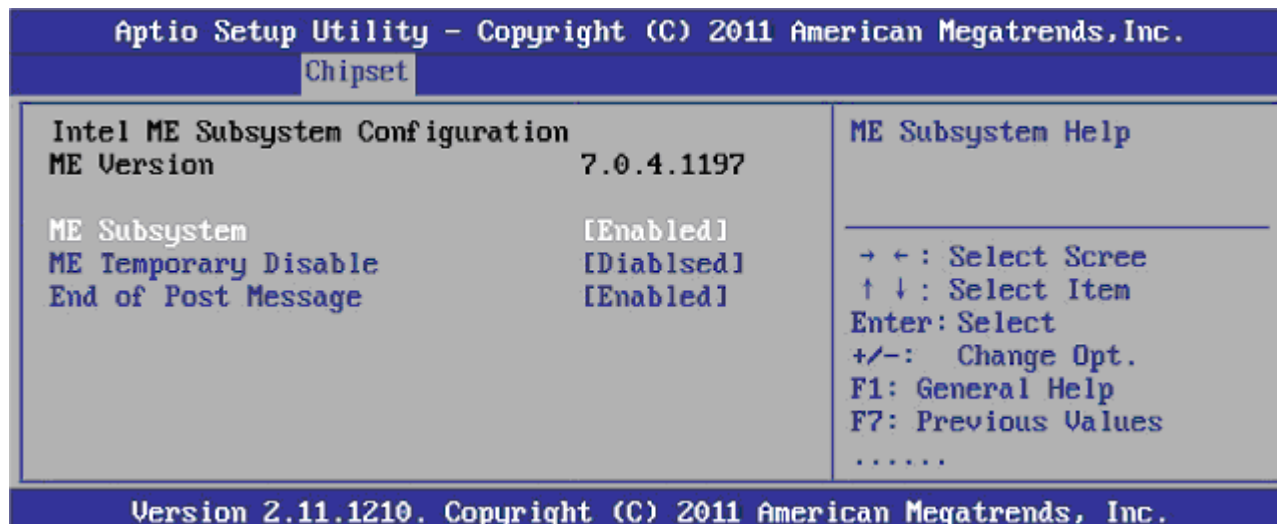 Aptio Setup Utility – Copyright (C) 2011 American Megatrends,Inc.
Chipset
Intel ME Subsystem Configuration
ME Version 7.0.4.1197
ME Subsystem [Enabled]
ME Temporary Disable [Diablsed]
End of Post Message [Enabled]
ME Subsystem Help
→ ←: Select Scree
↑ ↓: Select Item
Enter: Select
+/-: Change Opt.
F1: General Help
F7: Previous Values
......
Version 2.11.1210. Copyright (C) 2011 American Megatrends, Inc.